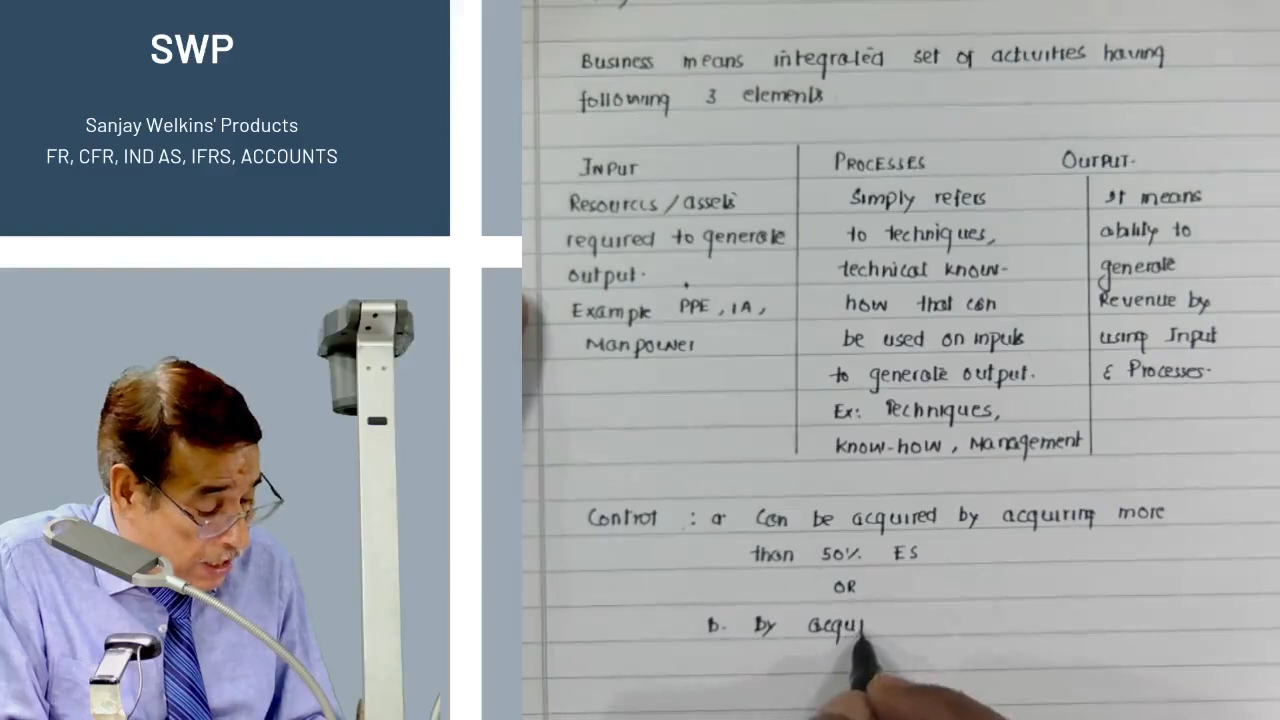 SWP
Sanjay Welkins' Products
FR, CFR, IND AS, IFRS, ACCOUNTS
Business means integrated set of activities having
following 3 elements
INPUT
Resources / assets
required to generate
output.
Example PPE, IA,
Manpower
PROCESSES
Simply refers
to techniques,
technical know-
how that can
be used on inputs
to generate output.
Ex: Techniques,
know-how, Management
OUTPUT.
It means
ability to
generate
Revenue by
using Input
& Processes.
Control : a can be acquired by acquiring more
than 50% ES
OR
b. By acqui